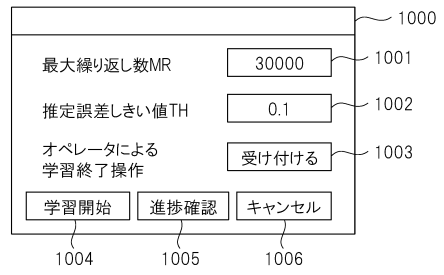 1000
最大繰り返し数MR 30000 1001
推定誤差しきい値TH 0.1 1002
オペレータによる
学習終了操作 受け付ける 1003
学習開始 進捗確認 キャンセル
1004 1005 1006